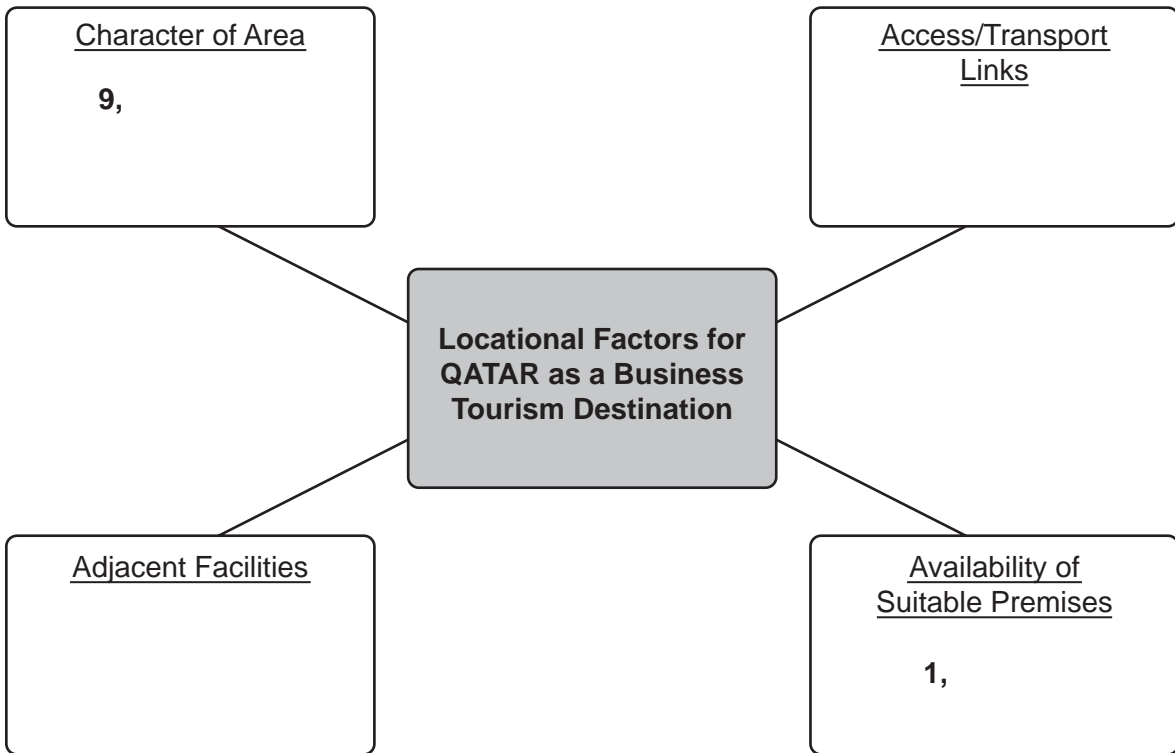 Character of Area
9,
Access/Transport
Links
Locational Factors for
QATAR as a Business
Tourism Destination
Adjacent Facilities
Availability of
Suitable Premises
1,